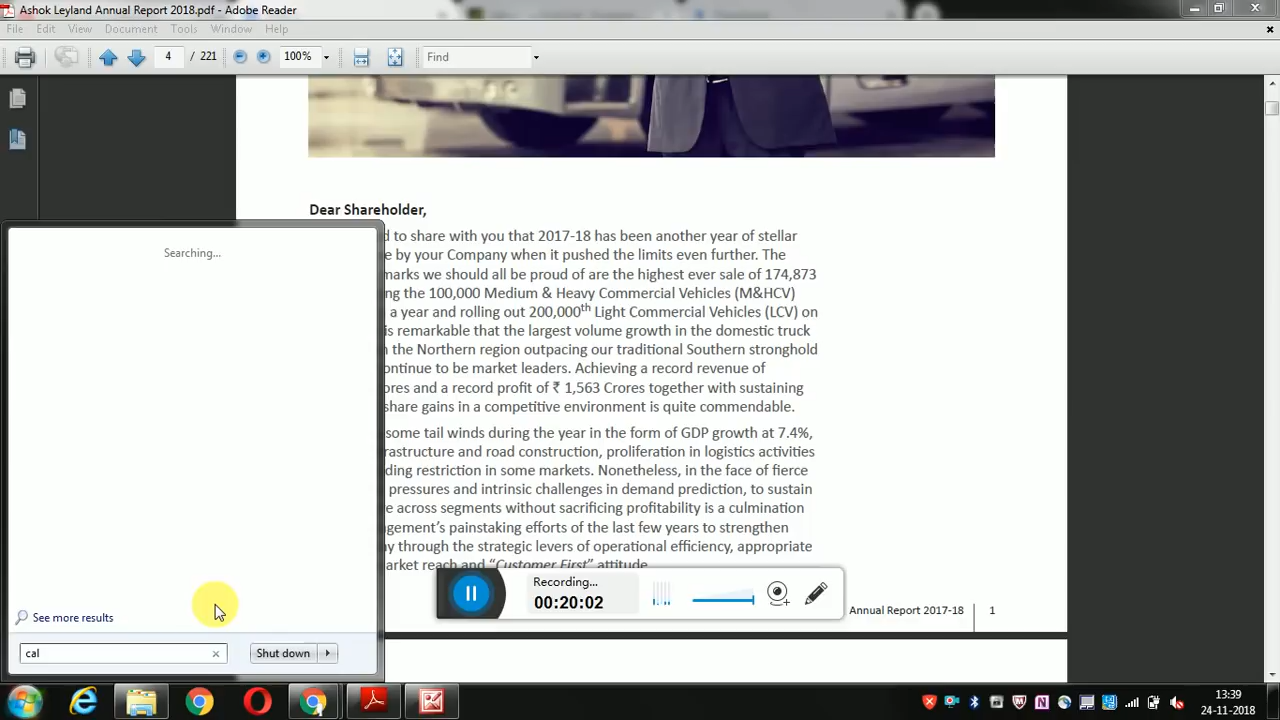 Ashok Leyland Annual Report 2018.pdf - Adobe Reader
File Edit View Document Tools Window Help
4 / 221 100% Find
Dear Shareholder,
d to share with you that 2017-18 has been another year of stellar
e by your Company when it pushed the limits even further. The
marks we should all be proud of are the highest ever sale of 174,873
ng the 100,000 Medium & Heavy Commercial Vehicles (M&HCV)
a year and rolling out 200,000th Light Commercial Vehicles (LCV) on
is remarkable that the largest volume growth in the domestic truck
n the Northern region outpacing our traditional Southern stronghold
ontinue to be market leaders. Achieving a record revenue of
ores and a record profit of ₹ 1,563 Crores together with sustaining
share gains in a competitive environment is quite commendable.
some tail winds during the year in the form of GDP growth at 7.4%,
rastructure and road construction, proliferation in logistics activities
ding restriction in some markets. Nonetheless, in the face of fierce
pressures and intrinsic challenges in demand prediction, to sustain
e across segments without sacrificing profitability is a culmination
agement's painstaking efforts of the last few years to strengthen
y through the strategic levers of operational efficiency, appropriate
arket reach and "Customer First" attitude.
Annual Report 2017-18 1
Searching...
See more results
cal
Shut down
Recording...
00:20:02
13:39
24-11-2018